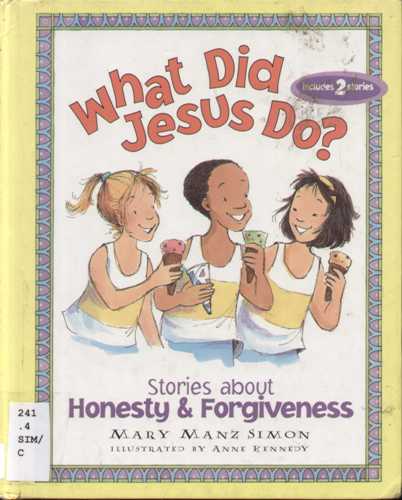 What Did
Jesus Do?
includes 2 stories
Stories about
Honesty & Forgiveness
MARY MANZ SIMON
ILLUSTRATED BY ANNE KENNEDY
241
.4
SIM/
C